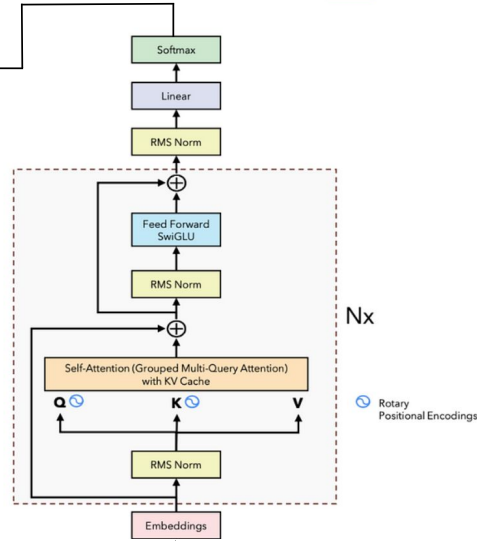 Softmax
Linear
RMS Norm
Feed Forward
SwiGLU
RMS Norm
Nx
Self-Attention (Grouped Multi-Query Attention)
with KV Cache
Q K V
Rotary
Positional Encodings
RMS Norm
Embeddings